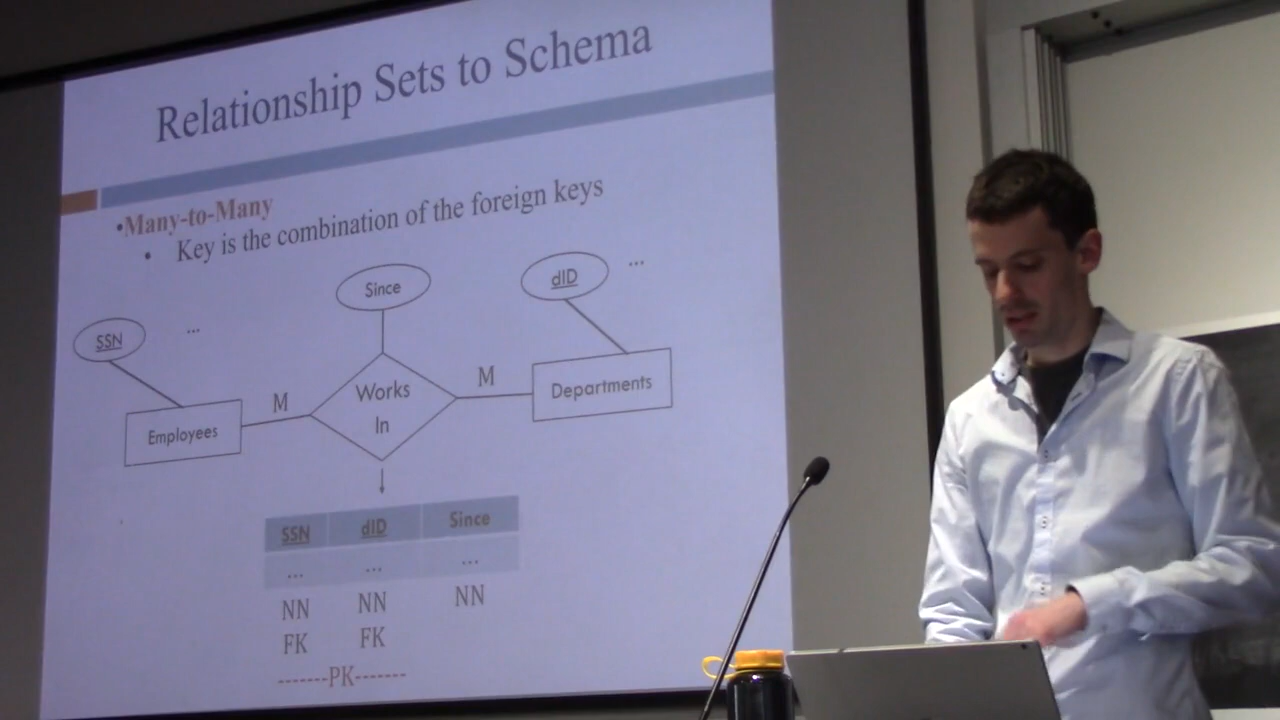 Relationship Sets to Schema
•Many-to-Many
• Key is the combination of the foreign keys
Since
dID
...
SSN
...
M
Works
In
M
Departments
Employees
SSN dID Since
... ... ...
NN NN NN
FK FK
-------PK-------